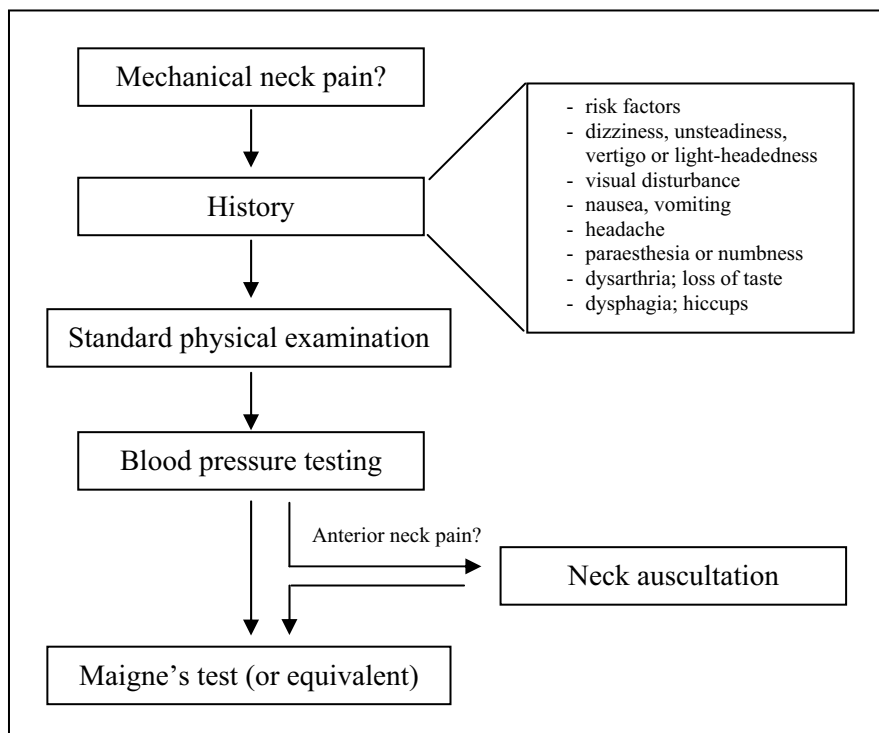 Mechanical neck pain?
History
- risk factors
- dizziness, unsteadiness,
vertigo or light-headedness
- visual disturbance
- nausea, vomiting
- headache
- paraesthesia or numbness
- dysarthria; loss of taste
- dysphagia; hiccups
Standard physical examination
Blood pressure testing
Anterior neck pain?
Neck auscultation
Maigne's test (or equivalent)